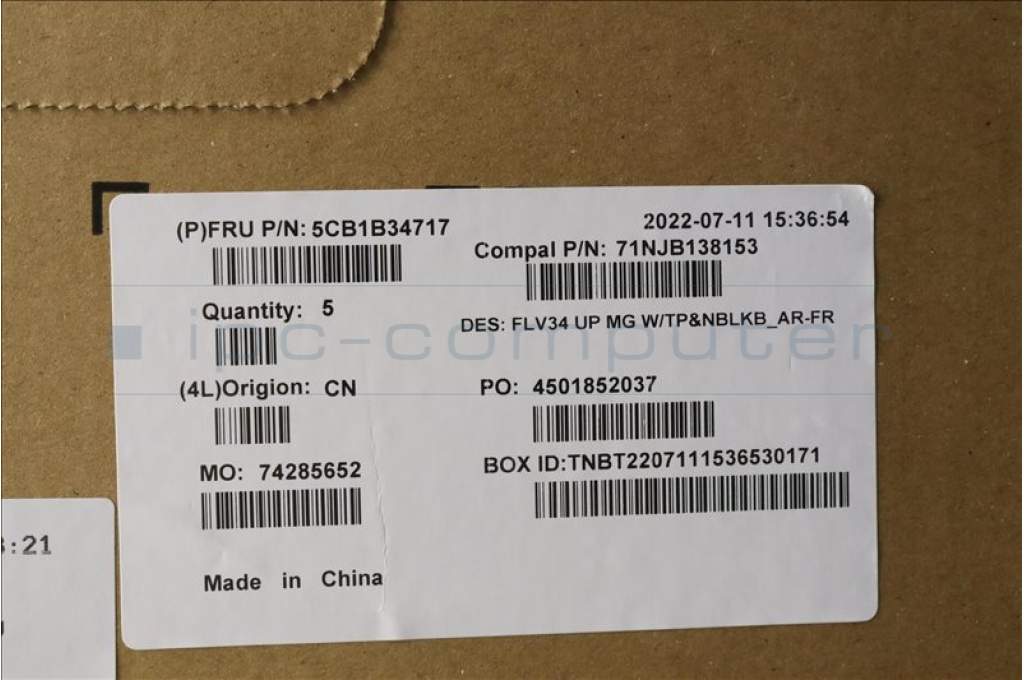 (P)FRU P/N: 5CB1B34717
2022-07-11 15:36:54
Compal P/N: 71NJB138153
Quantity: 5
DES: FLV34 UP MG W/TP&NBLKB_AR-FR
ipc-computer
(4L)Origion: CN
PO: 4501852037
MO: 74285652
BOX ID:TNBT2207111536530171
:21
Made in China